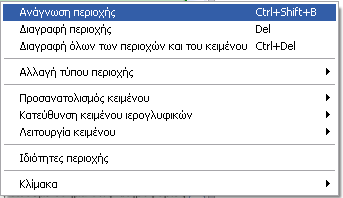 Ανάγνωση περιοχής Ctrl+Shift+B
Διαγραφή περιοχής Del
Διαγραφή όλων των περιοχών και του κειμένου Ctrl+Del
Αλλαγή τύπου περιοχής
Προσανατολισμός κειμένου
Κατεύθυνση κειμένου ιερογλυφικών
Λειτουργία κειμένου
Ιδιότητες περιοχής
Κλίμακα